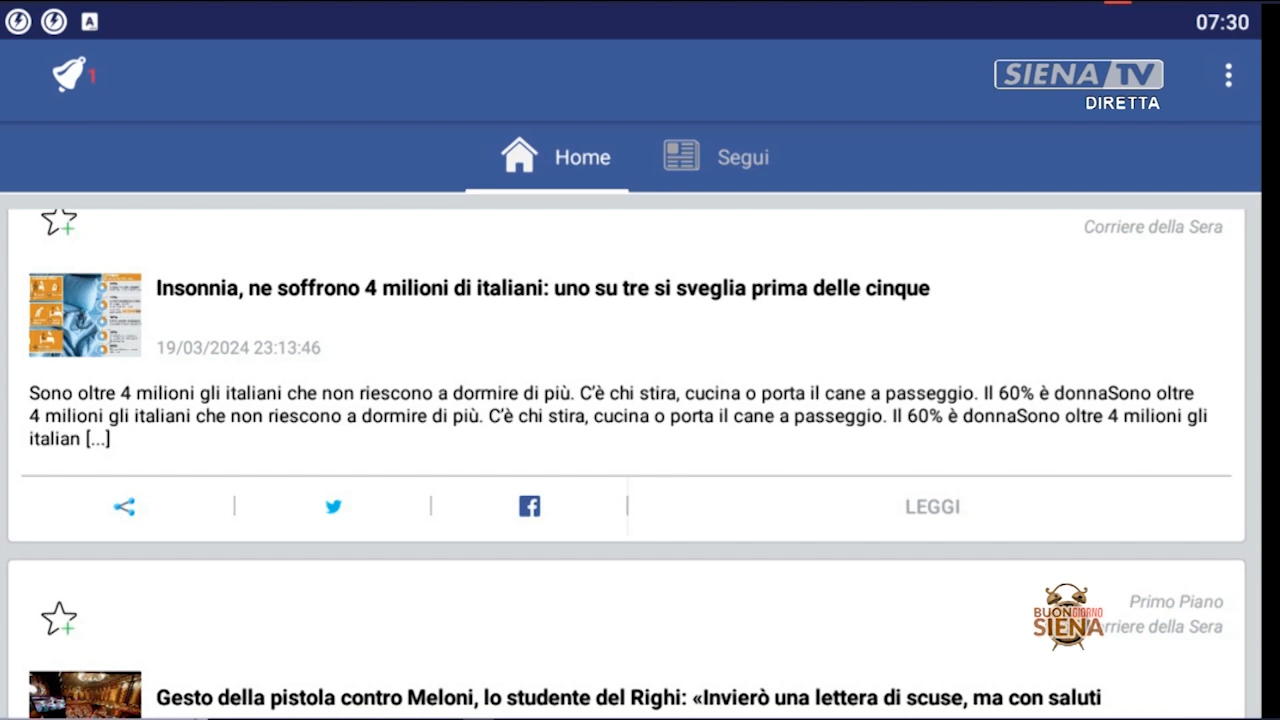 07:30
1
SIENA TV
DIRETTA
Home
Segui
Corriere della Sera
Insonnia, ne soffrono 4 milioni di italiani: uno su tre si sveglia prima delle cinque
19/03/2024 23:13:46
Sono oltre 4 milioni gli italiani che non riescono a dormire di più. C'è chi stira, cucina o porta il cane a passeggio. Il 60% è donnaSono oltre
4 milioni gli italiani che non riescono a dormire di più. C'è chi stira, cucina o porta il cane a passeggio. Il 60% è donnaSono oltre 4 milioni gli
italian [...]
LEGGI
Primo Piano
BUONGIORNO
SIENA
rriere della Sera
Gesto della pistola contro Meloni, lo studente del Righi: «Invierò una lettera di scuse, ma con saluti